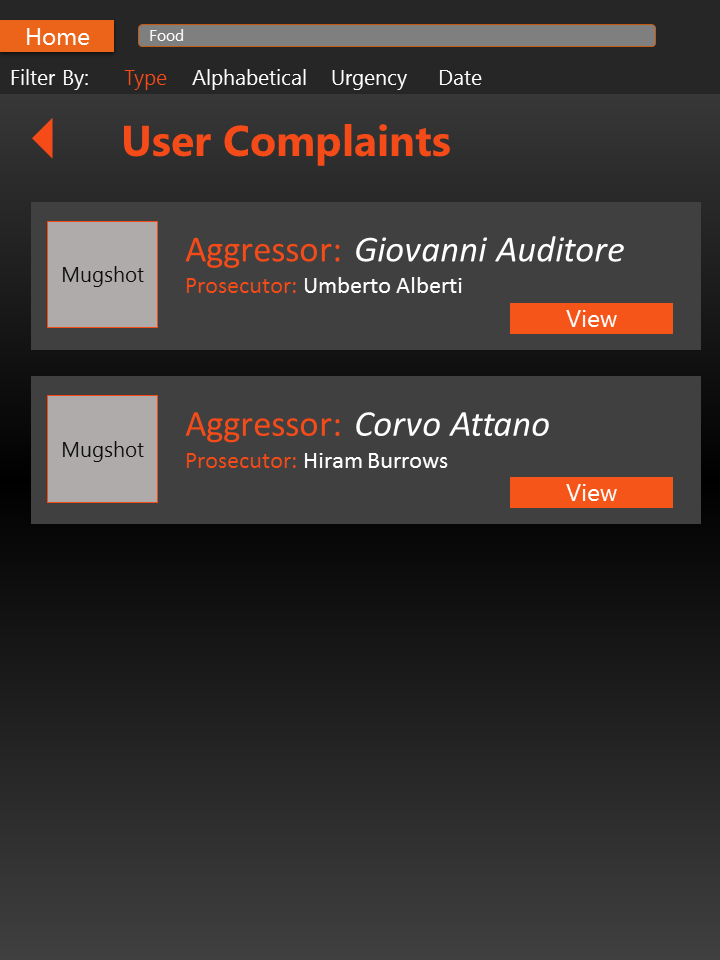 Home
Food
Filter By: Type Alphabetical Urgency Date
User Complaints
Mugshot
Aggressor: Giovanni Auditore
Prosecutor: Umberto Alberti
View
Mugshot
Aggressor: Corvo Attano
Prosecutor: Hiram Burrows
View